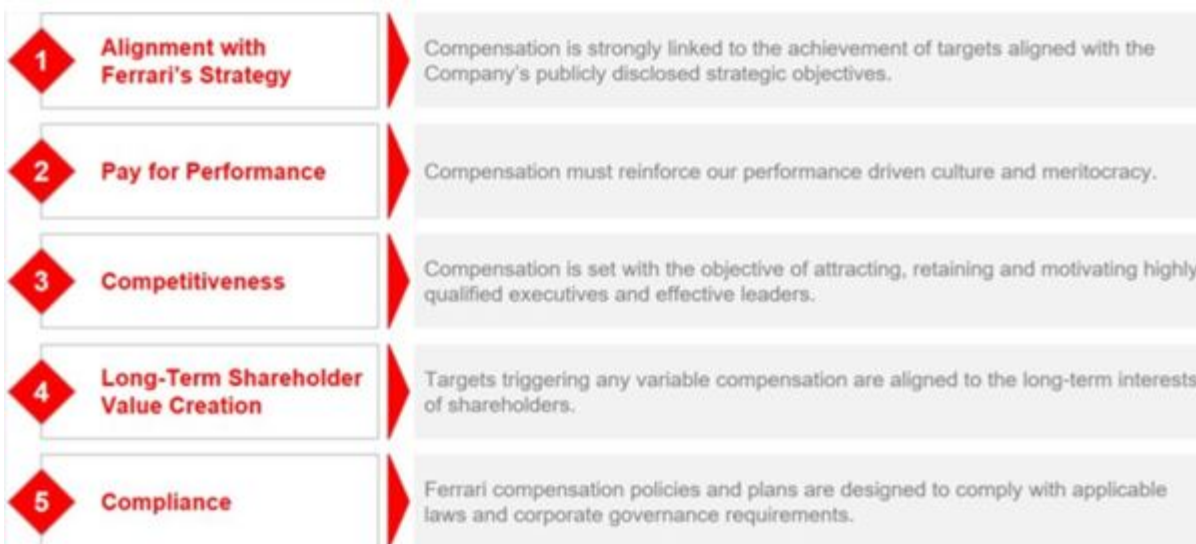 1
Alignment with
Ferrari's Strategy
Compensation is strongly linked to the achievement of targets aligned with the
Company's publicly disclosed strategic objectives.
2
Pay for Performance
Compensation must reinforce our performance driven culture and meritocracy.
3
Competitiveness
Compensation is set with the objective of attracting, retaining and motivating highly
qualified executives and effective leaders.
4
Long-Term Shareholder
Value Creation
Targets triggering any variable compensation are aligned to the long-term interests
of shareholders.
5
Compliance
Ferrari compensation policies and plans are designed to comply with applicable
laws and corporate governance requirements.